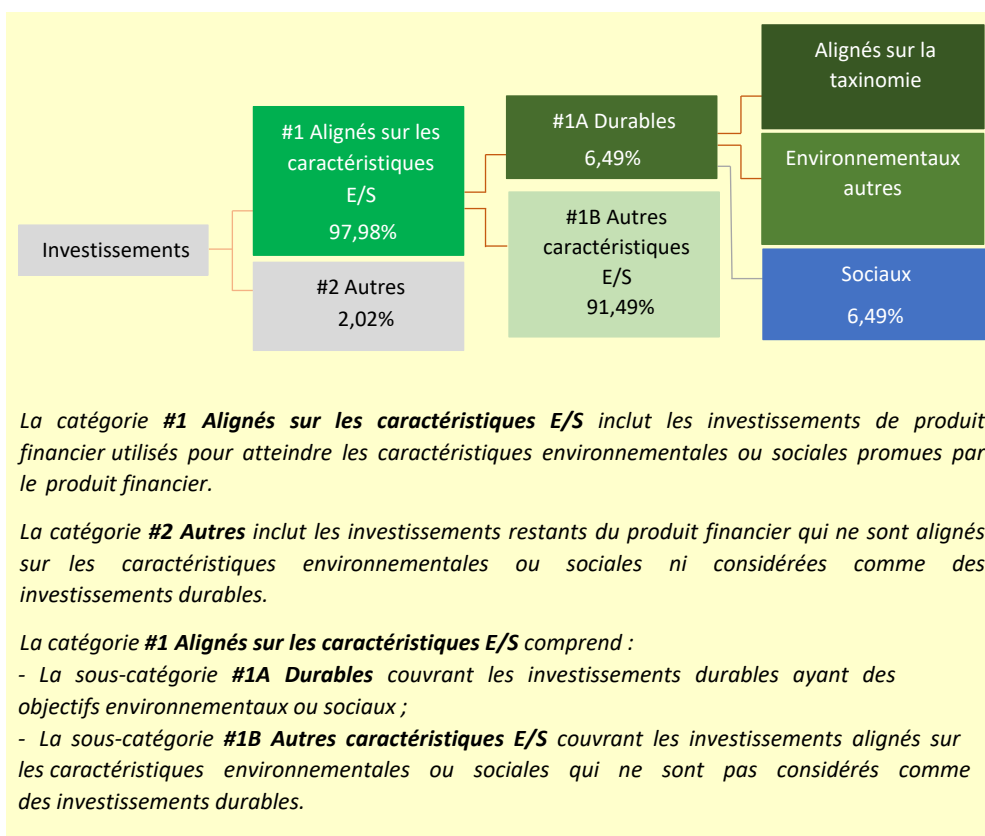 Investissements
#1 Alignés sur les
caractéristiques
E/S
97,98%
#2 Autres
2,02%
#1A Durables
6,49%
#1B Autres
caractéristiques
E/S
91,49%
Alignés sur la
taxinomie
Environnementaux
autres
Sociaux
6,49%
La catégorie #1 Alignés sur les caractéristiques E/S inclut les investissements de produit
financier utilisés pour atteindre les caractéristiques environnementales ou sociales promues par
le produit financier.
La catégorie #2 Autres inclut les investissements restants du produit financier qui ne sont alignés
sur les caractéristiques environnementales ou sociales ni considérées comme des
investissements durables.
La catégorie #1 Alignés sur les caractéristiques E/S comprend :
- La sous-catégorie #1A Durables couvrant les investissements durables ayant des
objectifs environnementaux ou sociaux ;
- La sous-catégorie #1B Autres caractéristiques E/S couvrant les investissements alignés sur
les caractéristiques environnementales ou sociales qui ne sont pas considérés comme
des investissements durables.